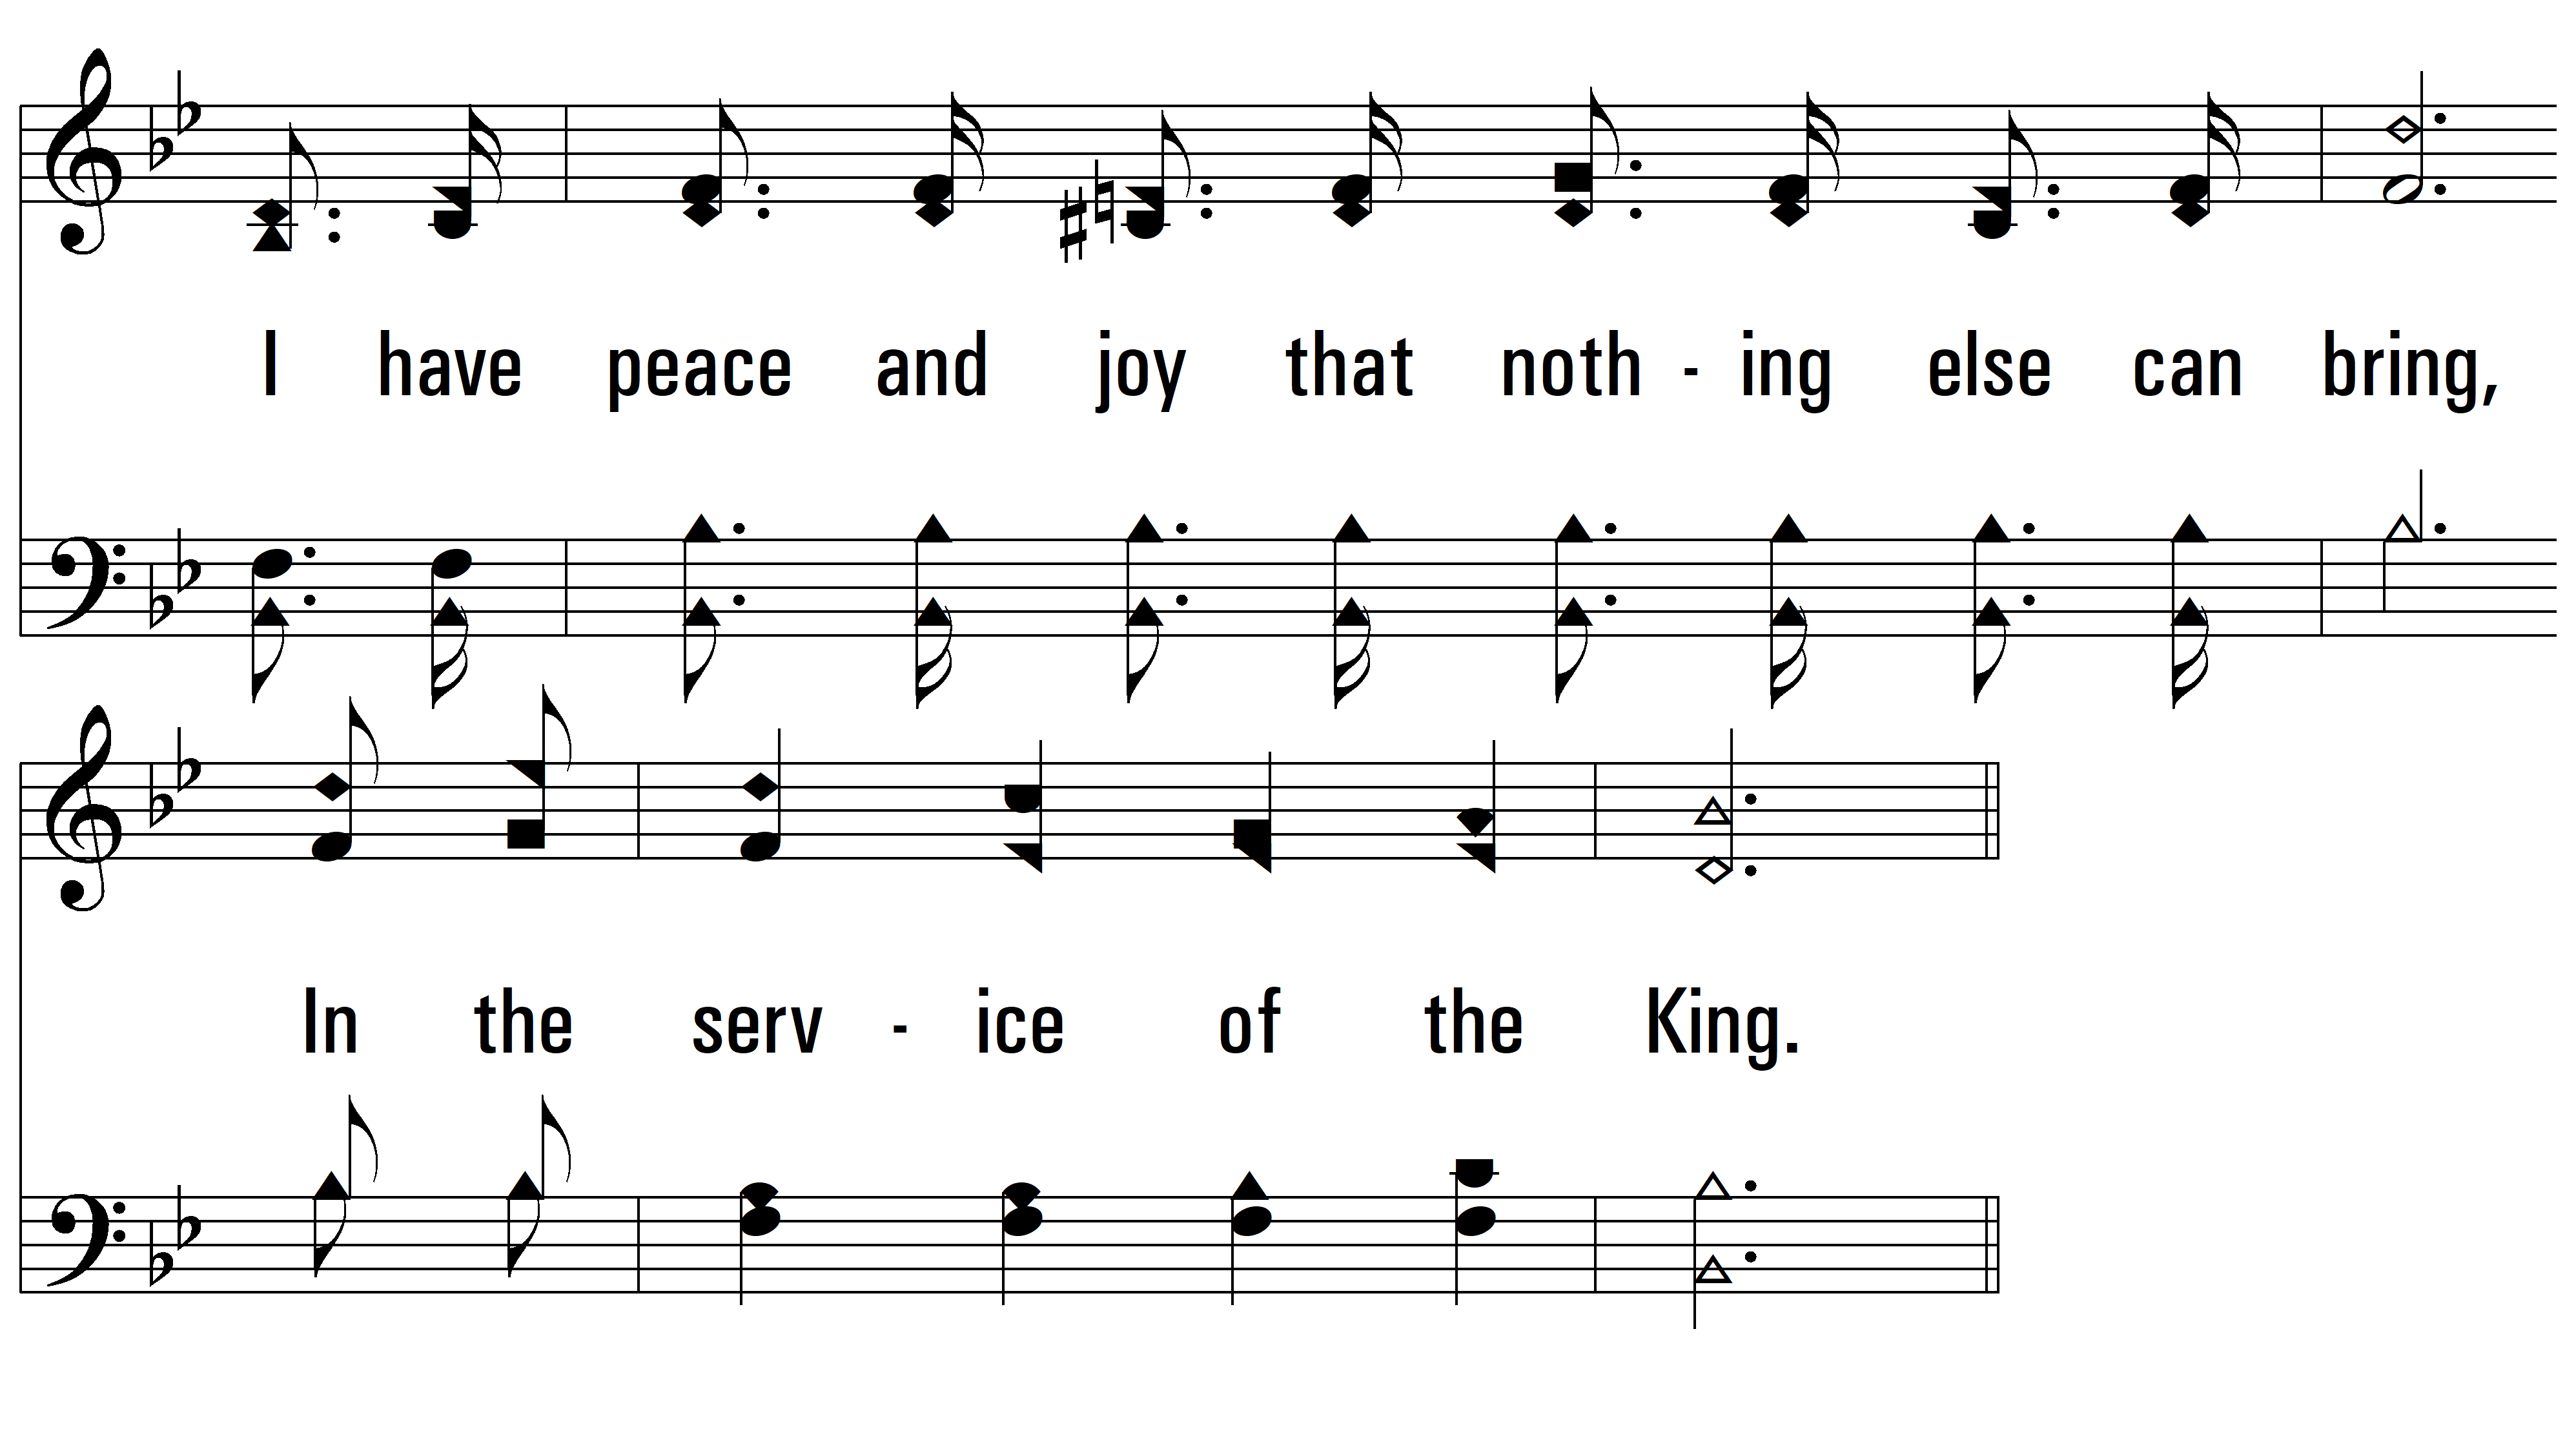 I have peace and joy that noth - ing else can bring,
In the serv - ice of the King.